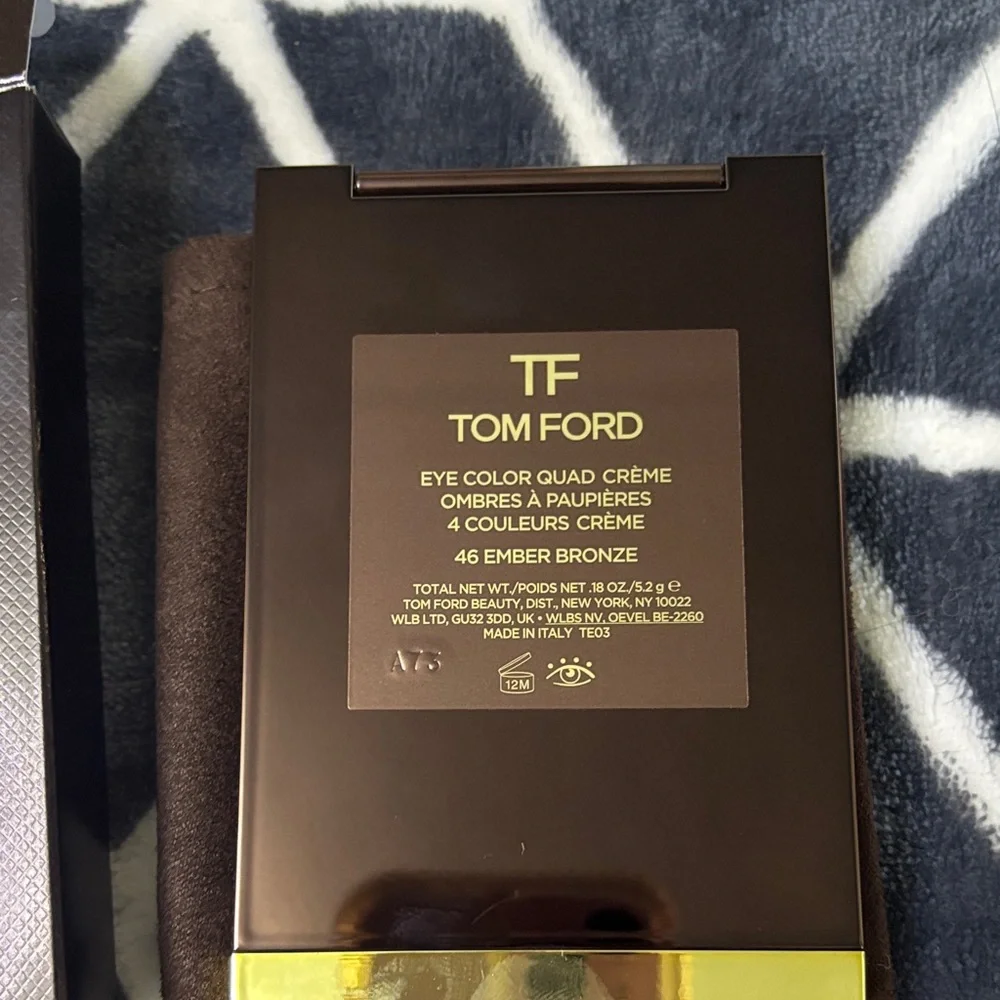 TF
TOM FORD
EYE COLOR QUAD CRÈME
OMBRES À PAUPIÈRES
4 COULEURS CRÈME
46 EMBER BRONZE
TOTAL NET WT./POIDS NET .18 OZ./5.2 g ℮
TOM FORD BEAUTY, DIST., NEW YORK, NY 10022
WLB LTD, GU32 3DD, UK • WLBS NV. OEVEL BE-2260
MADE IN ITALY TE03
A73
12M